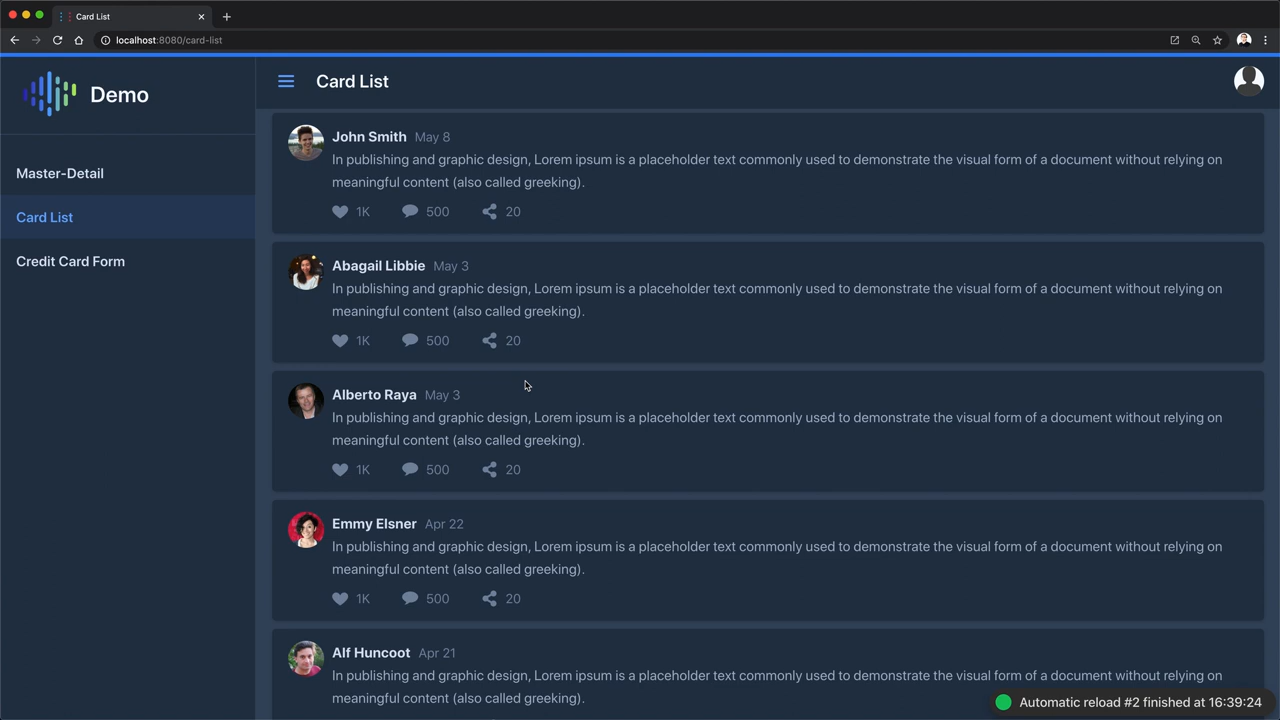 Card List
localhost:8080/card-list
Demo
Card List
Master-Detail
Card List
Credit Card Form
John Smith May 8
In publishing and graphic design, Lorem ipsum is a placeholder text commonly used to demonstrate the visual form of a document without relying on
meaningful content (also called greeking).
1K 500 20
Abagail Libbie May 3
In publishing and graphic design, Lorem ipsum is a placeholder text commonly used to demonstrate the visual form of a document without relying on
meaningful content (also called greeking).
1K 500 20
Alberto Raya May 3
In publishing and graphic design, Lorem ipsum is a placeholder text commonly used to demonstrate the visual form of a document without relying on
meaningful content (also called greeking).
1K 500 20
Emmy Elsner Apr 22
In publishing and graphic design, Lorem ipsum is a placeholder text commonly used to demonstrate the visual form of a document without relying on
meaningful content (also called greeking).
1K 500 20
Alf Huncoot Apr 21
In publishing and graphic design, Lorem ipsum is a placeholder text commonly used to demonstrate the visual form of a document without relying on
meaningful content (also called greeking).
Automatic reload #2 finished at 16:39:24